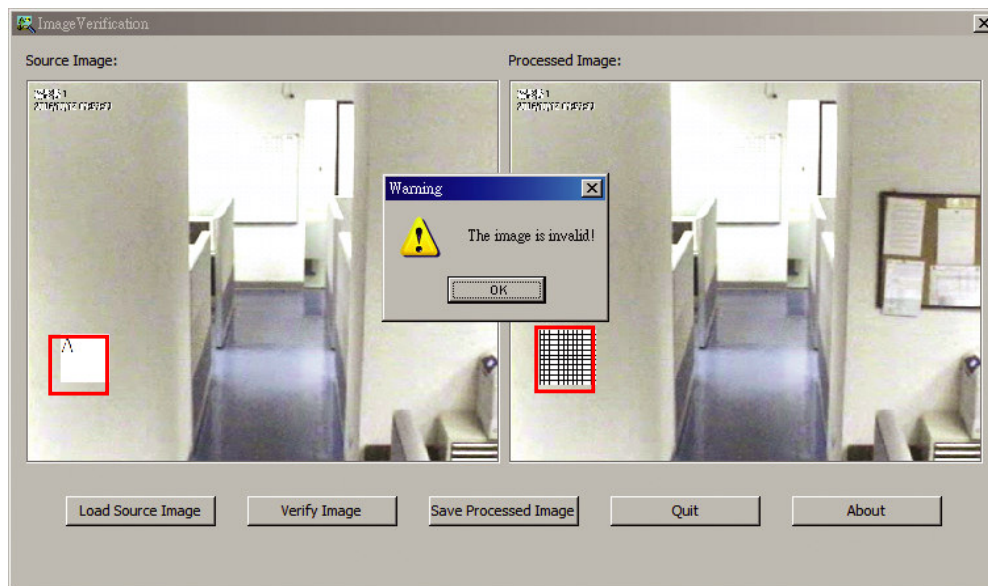 ImageVerification
Source Image:
Processed Image:
Warning
The image is invalid!
OK
Load Source Image
Verify Image
Save Processed Image
Quit
About